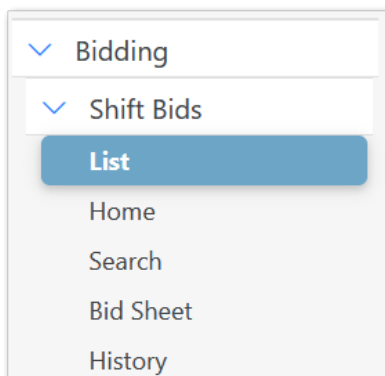 Bidding
Shift Bids
List
Home
Search
Bid Sheet
History